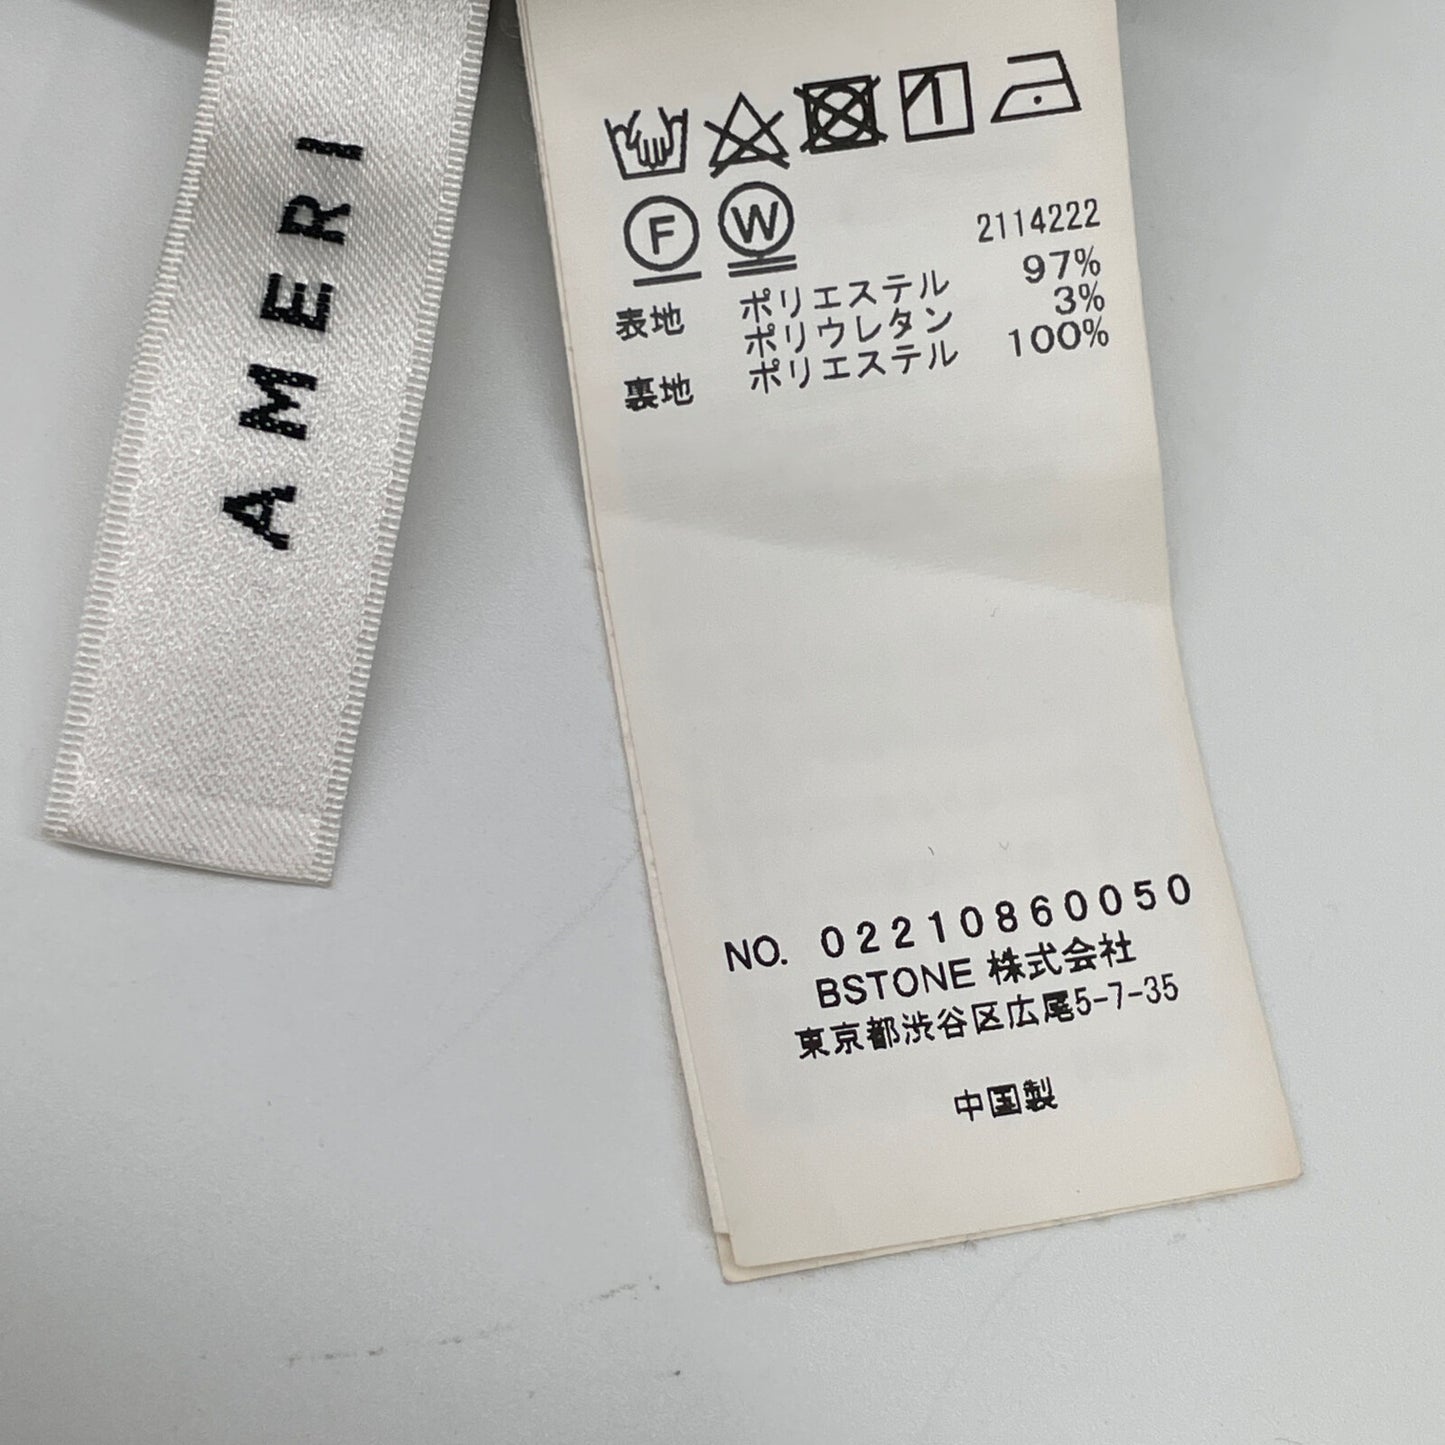 AMERI
F W
2114222
表地 ポリエステル 97%
ポリウレタン 3%
裏地 ポリエステル 100%
NO. 02210860050
BSTONE 株式会社
東京都渋谷区広尾5-7-35
中国製